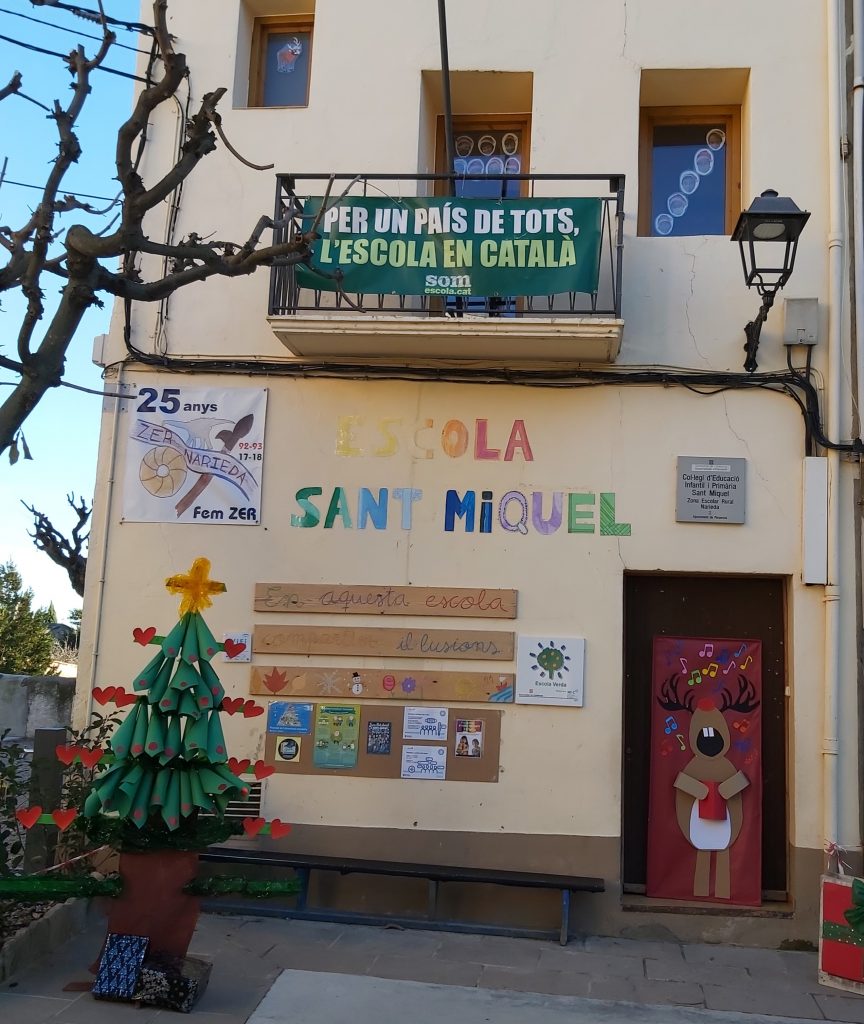 PER UN PAÍS DE TOTS,
L'ESCOLA EN CATALÀ
som
escola.cat
25 anys
ZER
NARIEDA
92-93
17-18
Fem ZER
ESCOLA
SANT MIQUEL
Col·legi d'Educació
Infantil i Primària
Sant Miquel
Zona Escolar Rural
Narieda
En aquesta escola
compartim il·lusions
Escola Verda